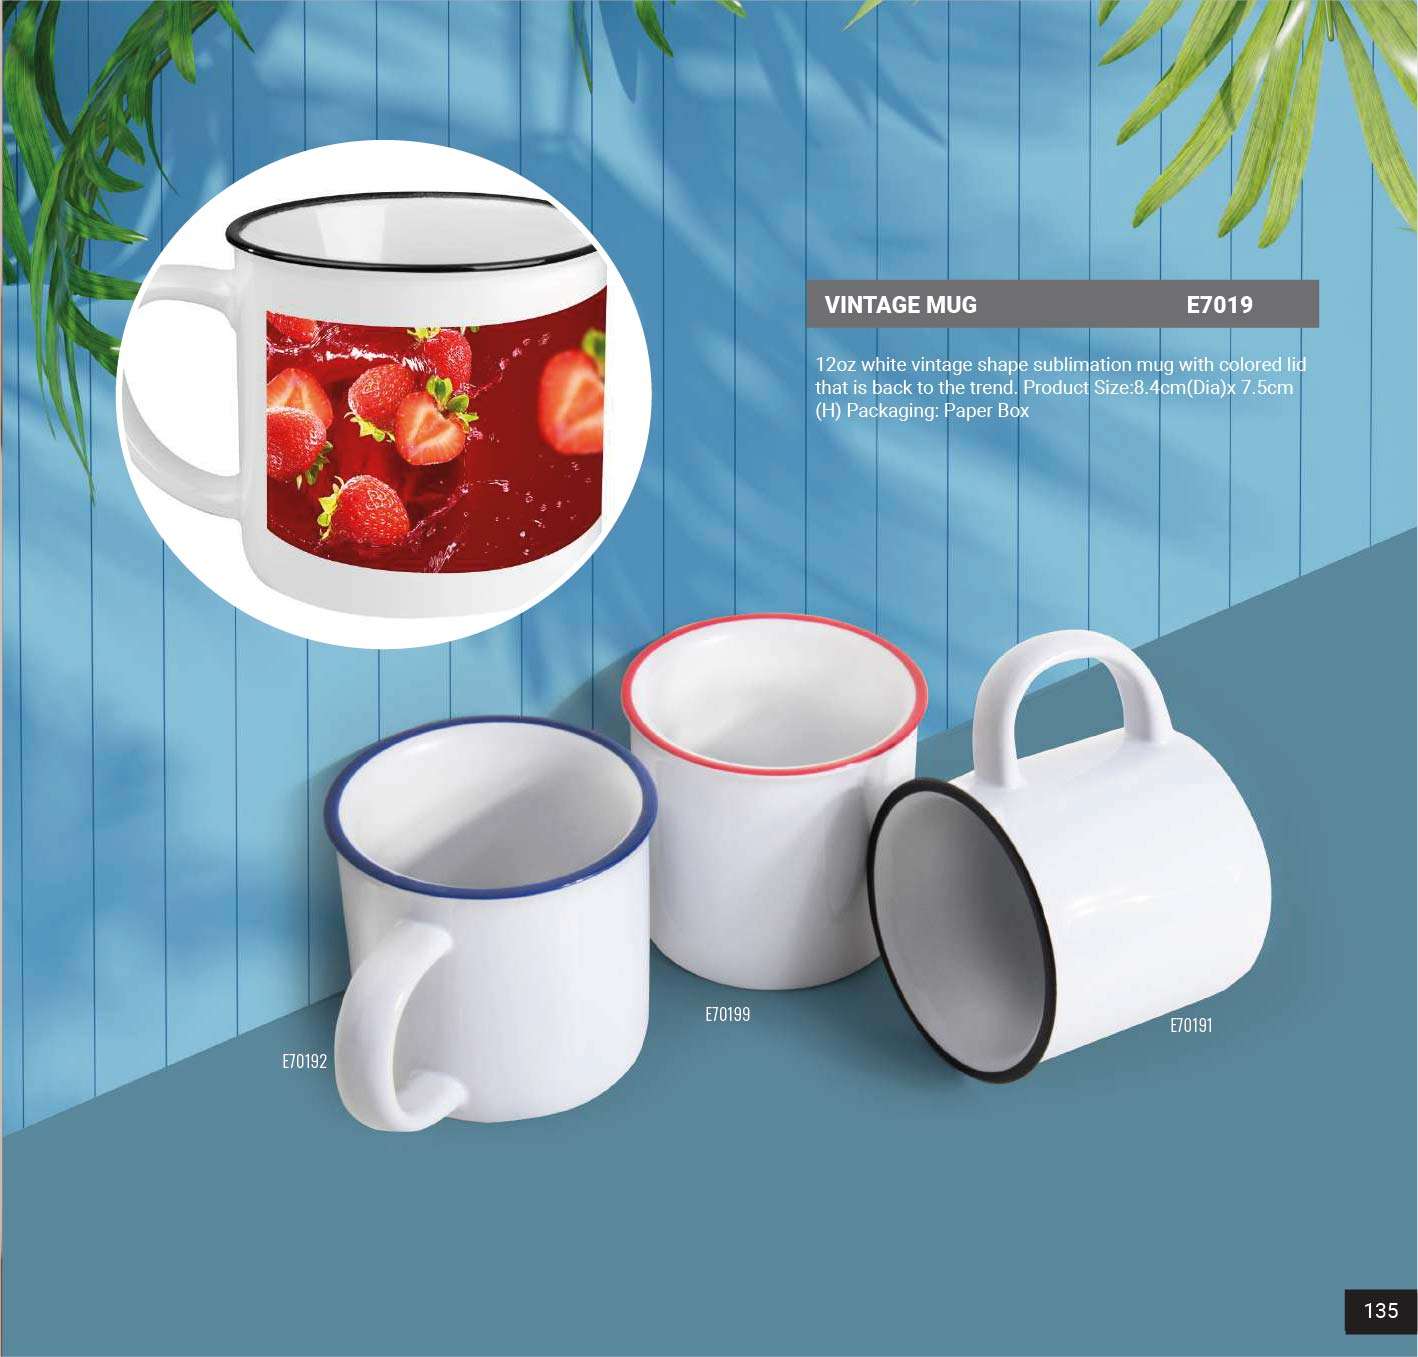 VINTAGE MUG E7019
12oz white vintage shape sublimation mug with colored lid
that is back to the trend. Product Size:8.4cm(Dia)x 7.5cm
(H) Packaging: Paper Box
E70199
E70191
E70192
135